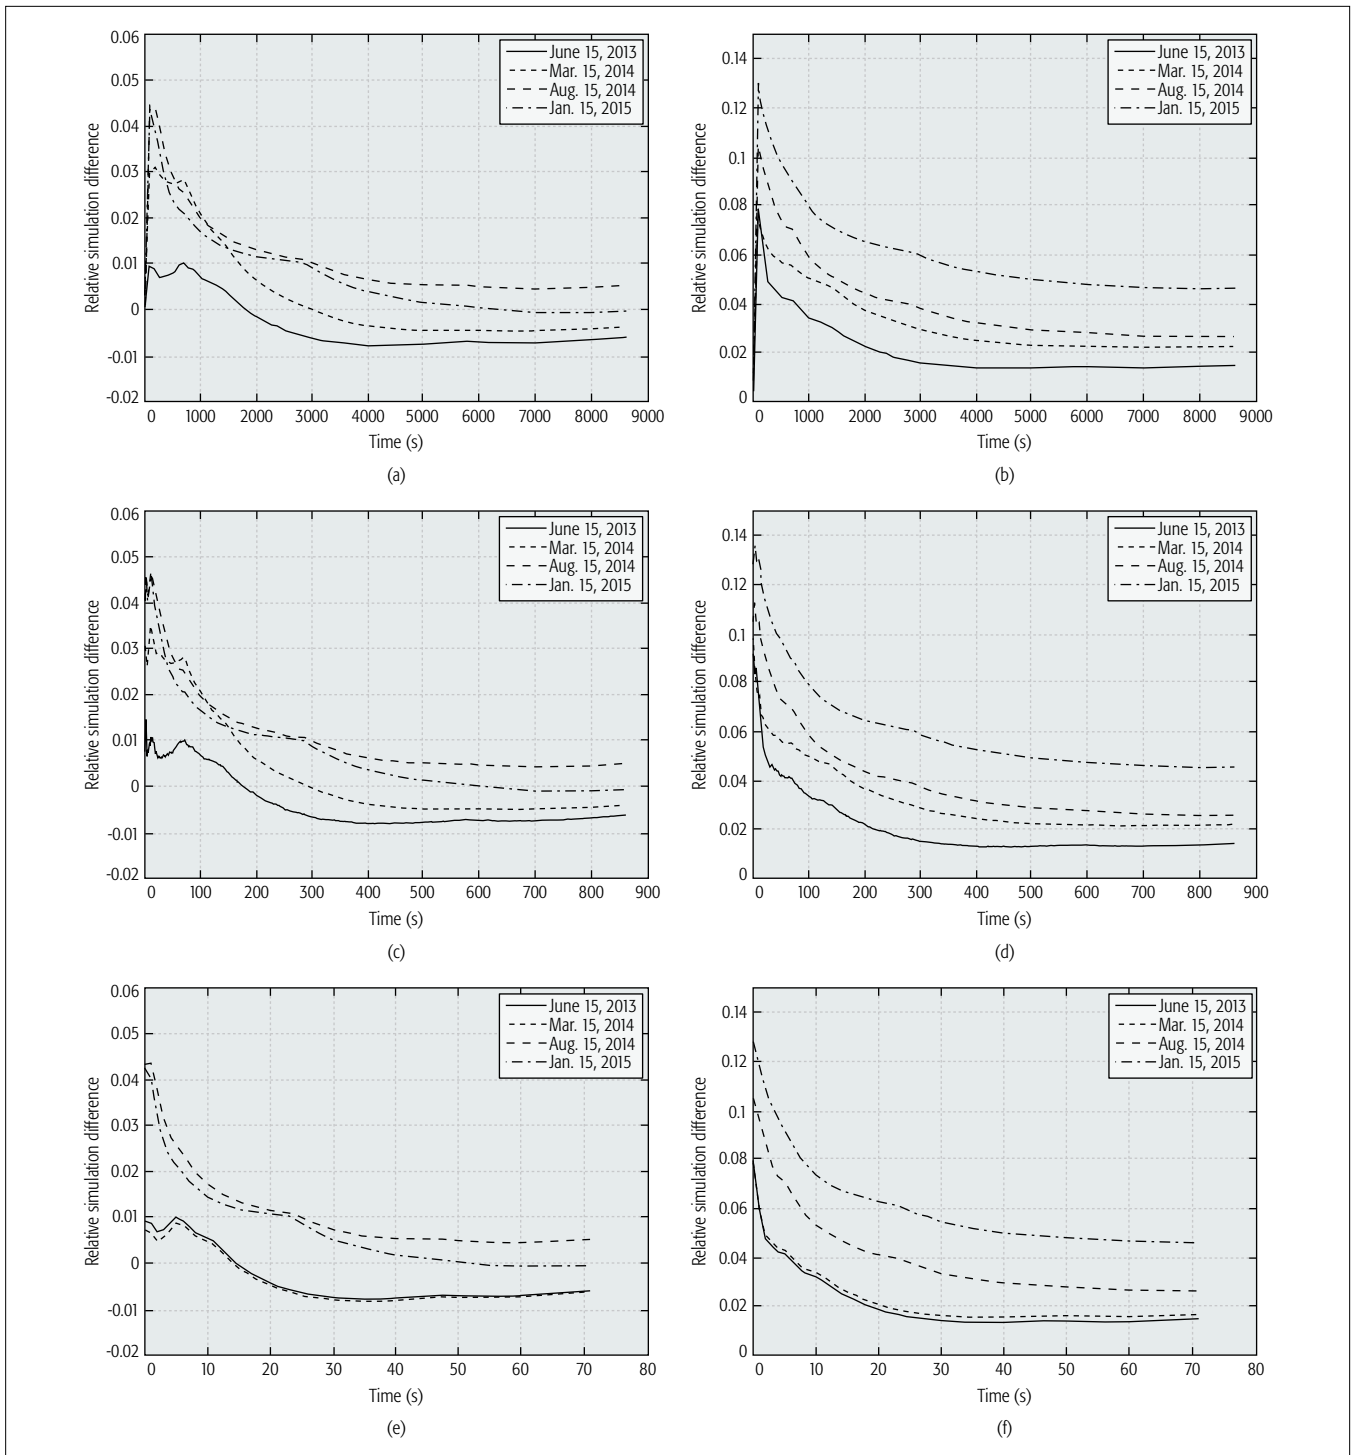 0.06
0.05
0.04
0.03
0.02
0.01
0
-0.01
-0.02
Relative simulation difference
June 15, 2013
Mar. 15, 2014
Aug. 15, 2014
Jan. 15, 2015
0 1000 2000 3000 4000 5000 6000 7000 8000 9000
Time (s)
(a)
0.14
0.12
0.1
0.08
0.06
0.04
0.02
0
Relative simulation difference
June 15, 2013
Mar. 15, 2014
Aug. 15, 2014
Jan. 15, 2015
0 1000 2000 3000 4000 5000 6000 7000 8000 9000
Time (s)
(b)
0.06
0.05
0.04
0.03
0.02
0.01
0
-0.01
-0.02
Relative simulation difference
June 15, 2013
Mar. 15, 2014
Aug. 15, 2014
Jan. 15, 2015
0 100 200 300 400 500 600 700 800 900
Time (s)
(c)
0.14
0.12
0.1
0.08
0.06
0.04
0.02
0
Relative simulation difference
June 15, 2013
Mar. 15, 2014
Aug. 15, 2014
Jan. 15, 2015
0 100 200 300 400 500 600 700 800 900
Time (s)
(d)
0.06
0.05
0.04
0.03
0.02
0.01
0
-0.01
-0.02
Relative simulation difference
June 15, 2013
Mar. 15, 2014
Aug. 15, 2014
Jan. 15, 2015
0 10 20 30 40 50 60 70 80
Time (s)
(e)
0.14
0.12
0.1
0.08
0.06
0.04
0.02
0
Relative simulation difference
June 15, 2013
Mar. 15, 2014
Aug. 15, 2014
Jan. 15, 2015
0 10 20 30 40 50 60 70 80
Time (s)
(f)